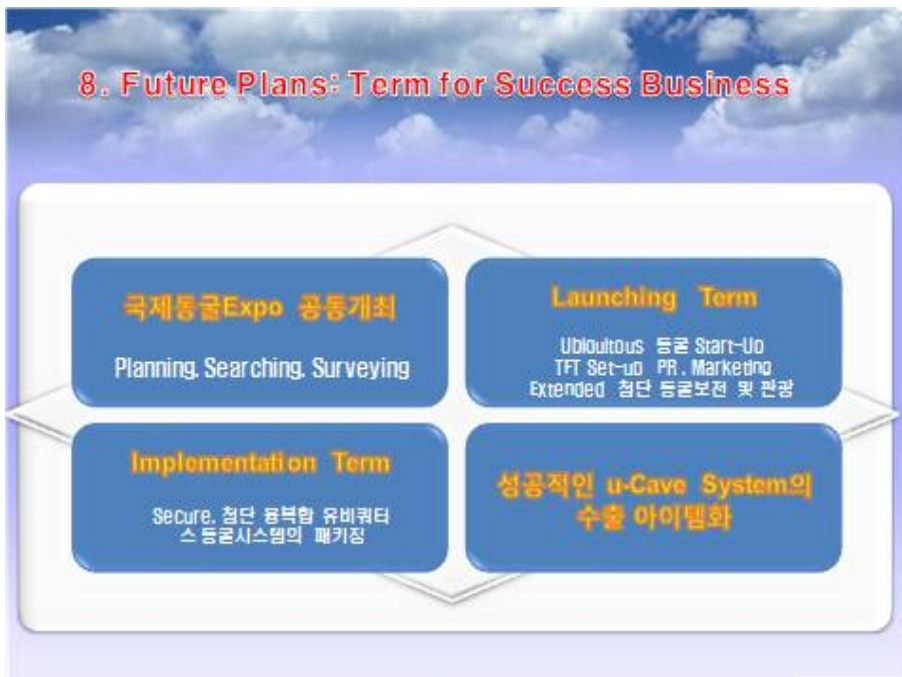 8. Future Plans: Term for Success Business
국제동굴Expo 공동개최
Planning, Searching, Surveying
Launching Term
Ubiquitous 동굴 Start-Up
TFT Set-up PR, Marketing
Extended 첨단 동굴보전 및 관광
Implementation Term
Secure, 첨단 융복합 유비쿼터
스 동굴시스템의 패키징
성공적인 u-Cave System의
수출 아이템화